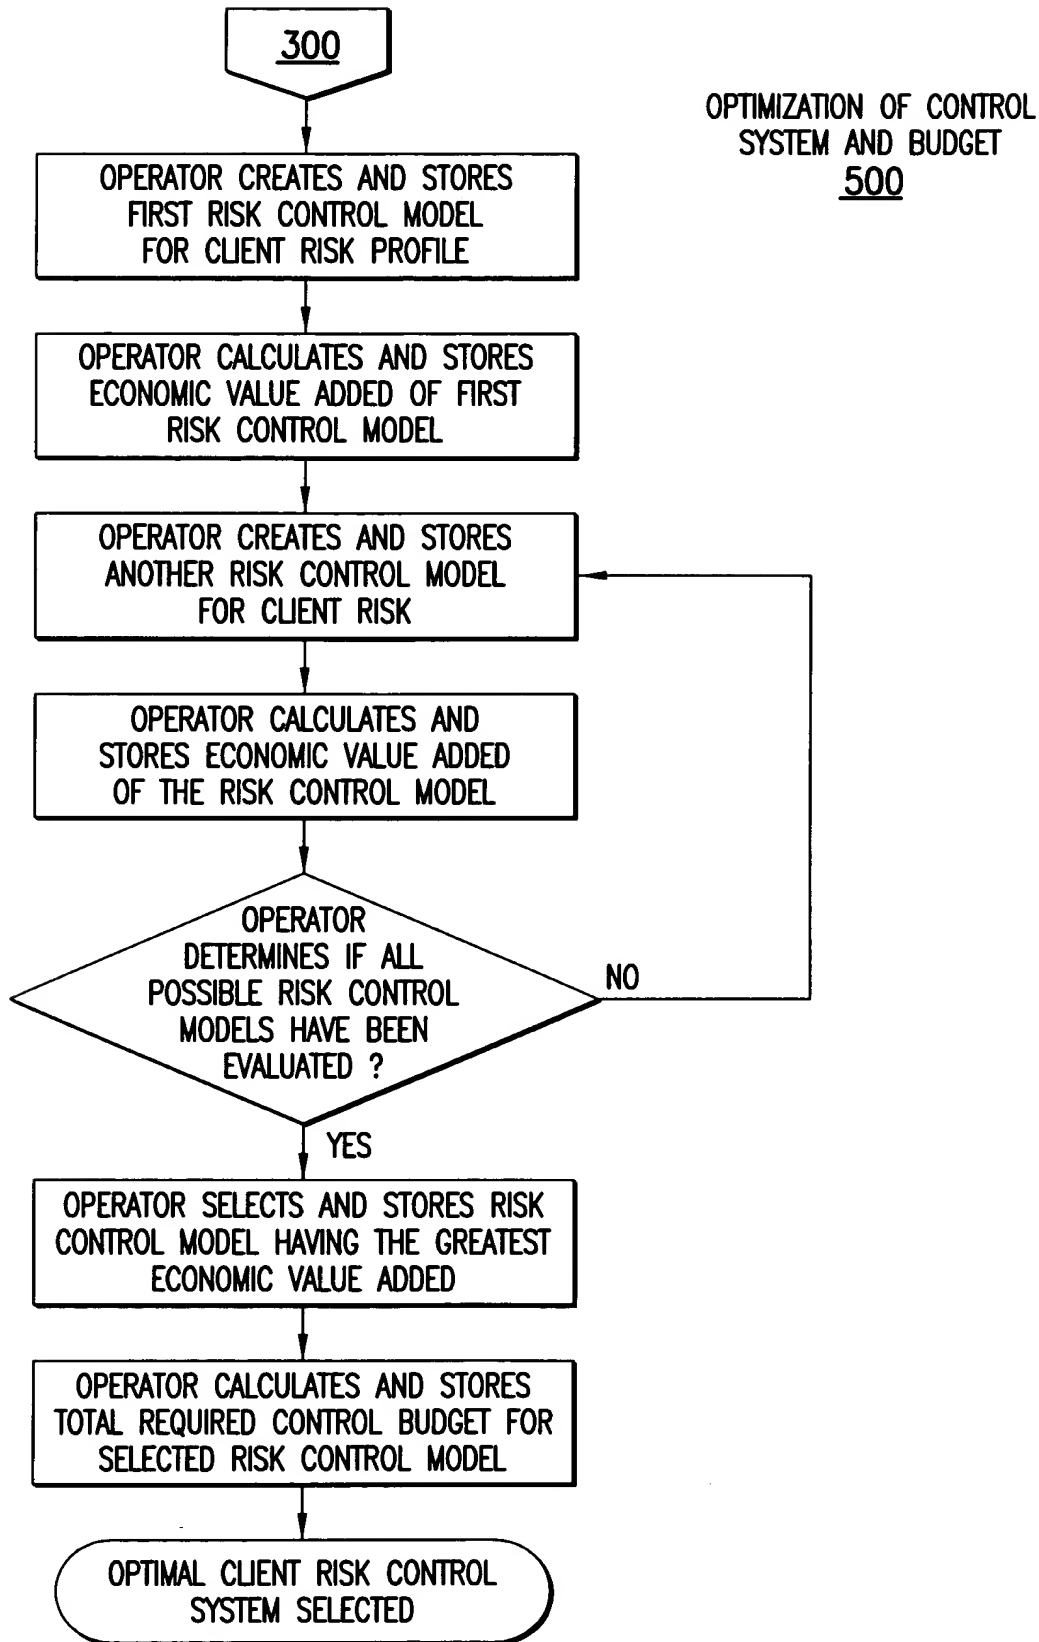 300
OPTIMIZATION OF CONTROL
SYSTEM AND BUDGET
500
OPERATOR CREATES AND STORES
FIRST RISK CONTROL MODEL
FOR CLIENT RISK PROFILE
OPERATOR CALCULATES AND STORES
ECONOMIC VALUE ADDED OF FIRST
RISK CONTROL MODEL
OPERATOR CREATES AND STORES
ANOTHER RISK CONTROL MODEL
FOR CLIENT RISK
OPERATOR CALCULATES AND
STORES ECONOMIC VALUE ADDED
OF THE RISK CONTROL MODEL
OPERATOR
DETERMINES IF ALL
POSSIBLE RISK CONTROL
MODELS HAVE BEEN
EVALUATED ?
NO
YES
OPERATOR SELECTS AND STORES RISK
CONTROL MODEL HAVING THE GREATEST
ECONOMIC VALUE ADDED
OPERATOR CALCULATES AND STORES
TOTAL REQUIRED CONTROL BUDGET FOR
SELECTED RISK CONTROL MODEL
OPTIMAL CLIENT RISK CONTROL
SYSTEM SELECTED